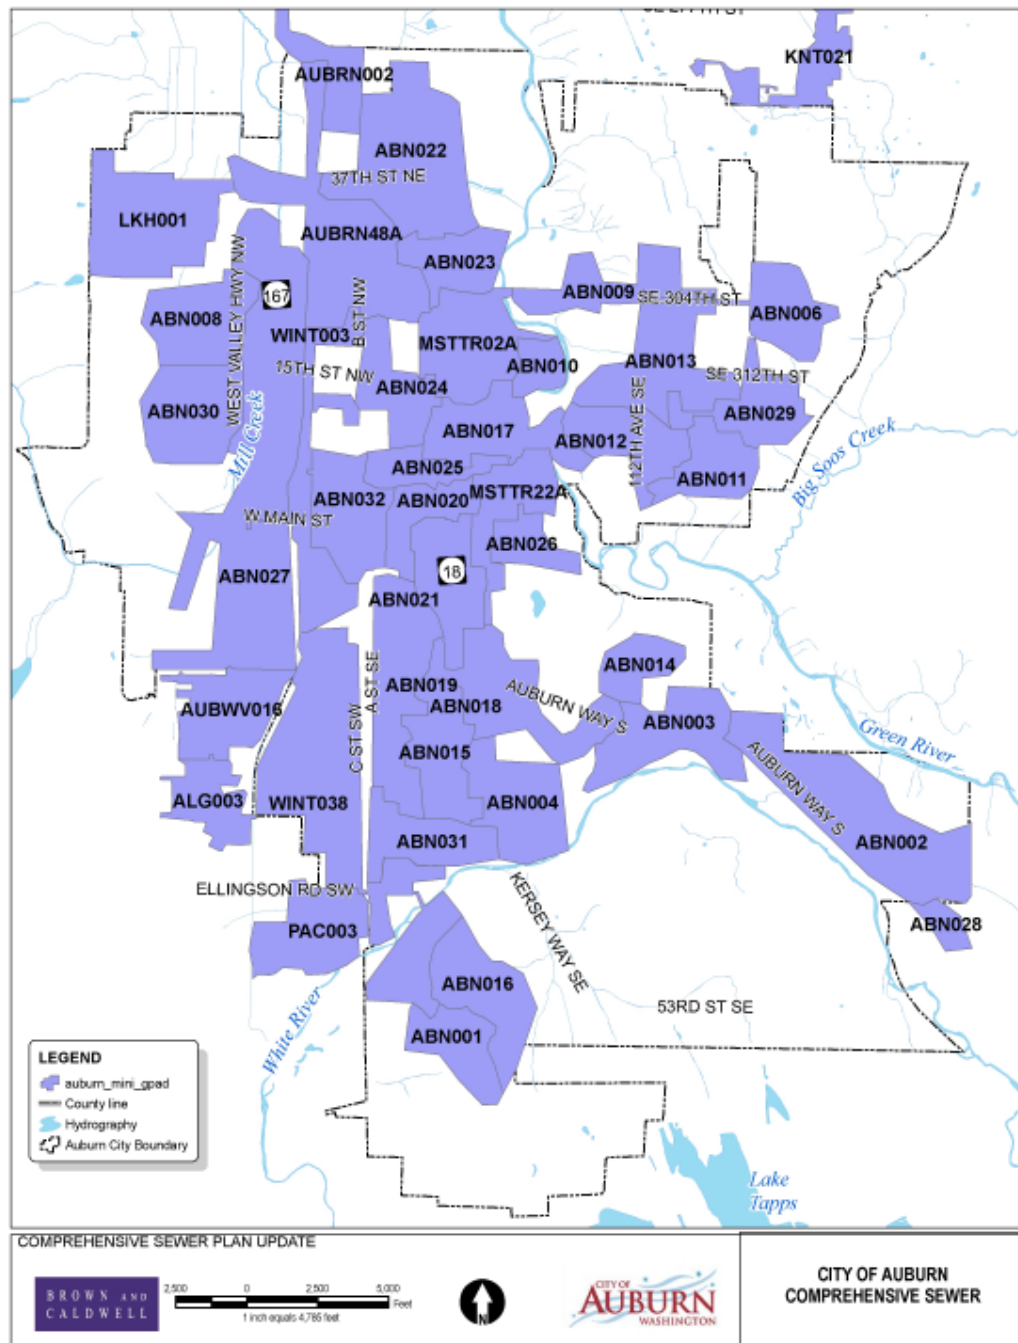 KNT021
AUBRN002
ABN022
37TH ST NE
LKH001
AUBRN48A
ABN023
WEST VALLEY HWY NW
167
ABN009
SE 304TH ST
ABN006
ABN008
B ST NW
WINT003
MSTTR02A
ABN010
ABN013
15TH ST NW
ABN024
SE 312TH ST
ABN030
ABN029
112TH AVE SE
ABN017
ABN012
Mill Creeks
Big Soos Creek
ABN025
ABN011
ABN032
ABN020
MSTTR22A
W MAIN ST
ABN026
ABN027
18
ABN021
ABN014
A ST SE
ABN019
AUBURN WAY S
ABN018
ABN003
AUBWV016
C ST SW
Green River
ABN015
AUBURN WAY S
ALG003
WINT038
ABN004
ABN031
ABN002
ELLINGSON RD SW
KERSEY WAY SE
PAC003
ABN028
ABN016
53RD ST SE
White River
ABN001
LEGEND
auburn_mini_gpad
County line
Hydrography
Auburn City Boundary
Lake
Tapps
COMPREHENSIVE SEWER PLAN UPDATE
BROWN AND
CALDWELL
2,500 0 2,500 5,000
Feet
1 inch equals 4,785 feet
N
CITY OF
AUBURN
WASHINGTON
CITY OF AUBURN
COMPREHENSIVE SEWER